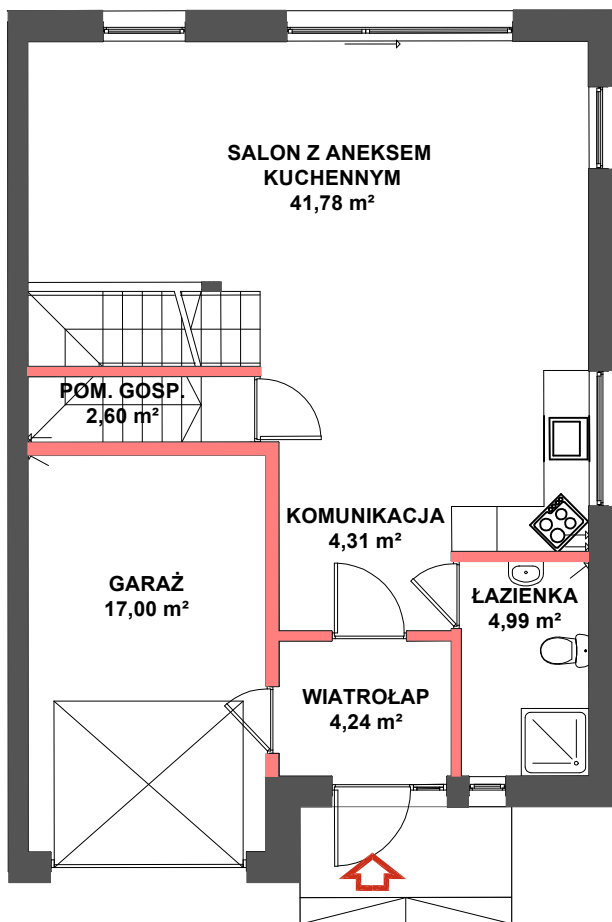 SALON Z ANEKSEM
KUCHENNYM
41,78 m²
POM. GOSP.
2,60 m²
KOMUNIKACJA
4,31 m²
GARAŻ
17,00 m²
ŁAZIENKA
4,99 m²
WIATROŁAP
4,24 m²